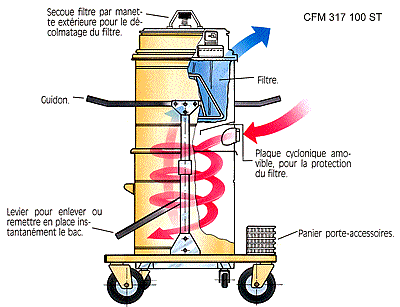 Secoue filtre par manet-
te extérieure pour le dé-
colmatage du filtre.
CFM 317 100 ST
Filtre.
Guidon.
Plaque cyclonique amo-
vible, pour la protection
du filtre.
Levier pour enlever ou
remettre en place ins-
tantanément le bac.
Panier porte-accessoires.